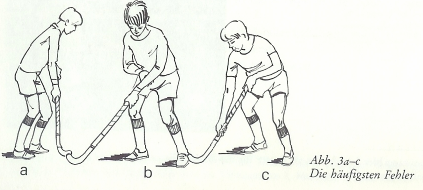 a b c
Abb. 3a–c
Die häufigsten Fehler